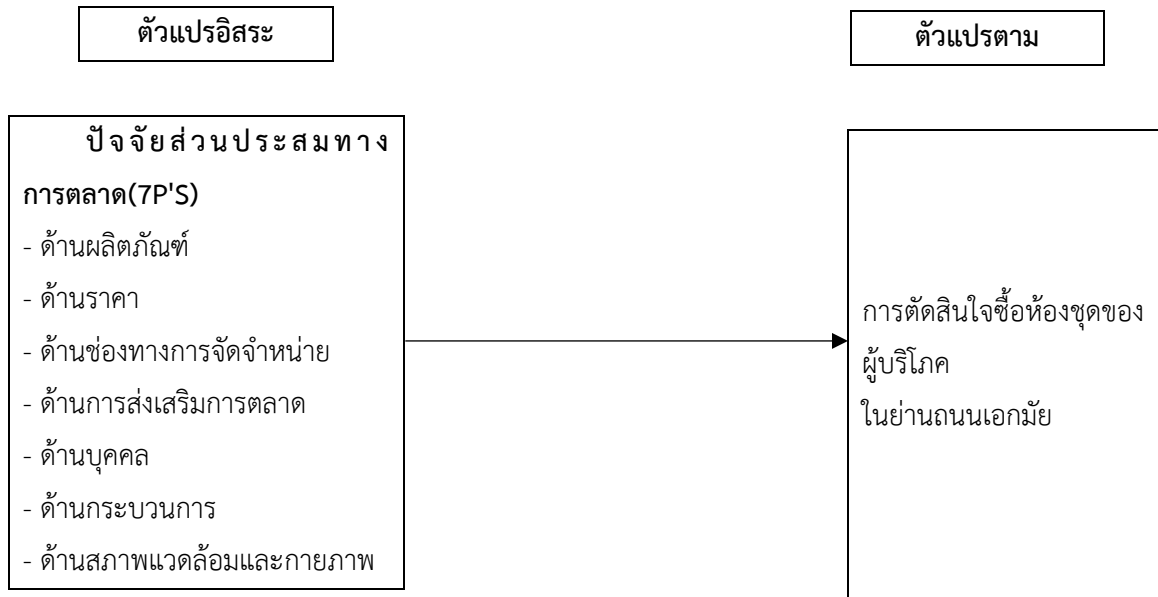 ตัวแปรอิสระ
ตัวแปรตาม
ปัจจัยส่วนประสมทาง
การตลาด(7P'S)
- ด้านผลิตภัณฑ์
- ด้านราคา
- ด้านช่องทางการจัดจำหน่าย
- ด้านการส่งเสริมการตลาด
- ด้านบุคคล
- ด้านกระบวนการ
- ด้านสภาพแวดล้อมและกายภาพ
การตัดสินใจซื้อห้องชุดของ
ผู้บริโภค
ในย่านถนนเอกมัย